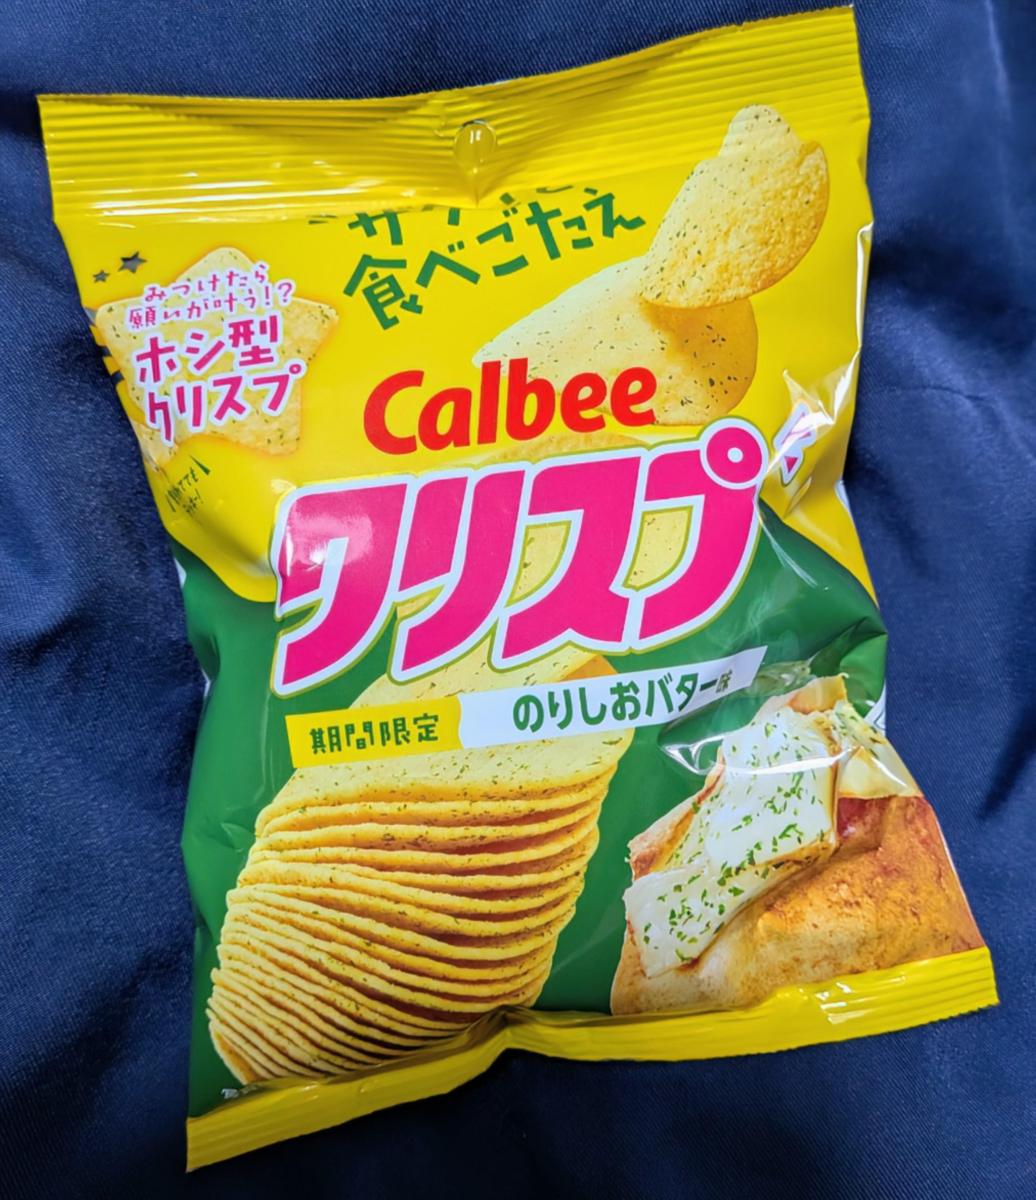 食べごたえ
みつけたら
願いが叶う!?
ホシ型
クリスプ
Calbee
クリスプ
期間限定
のりしおバター味